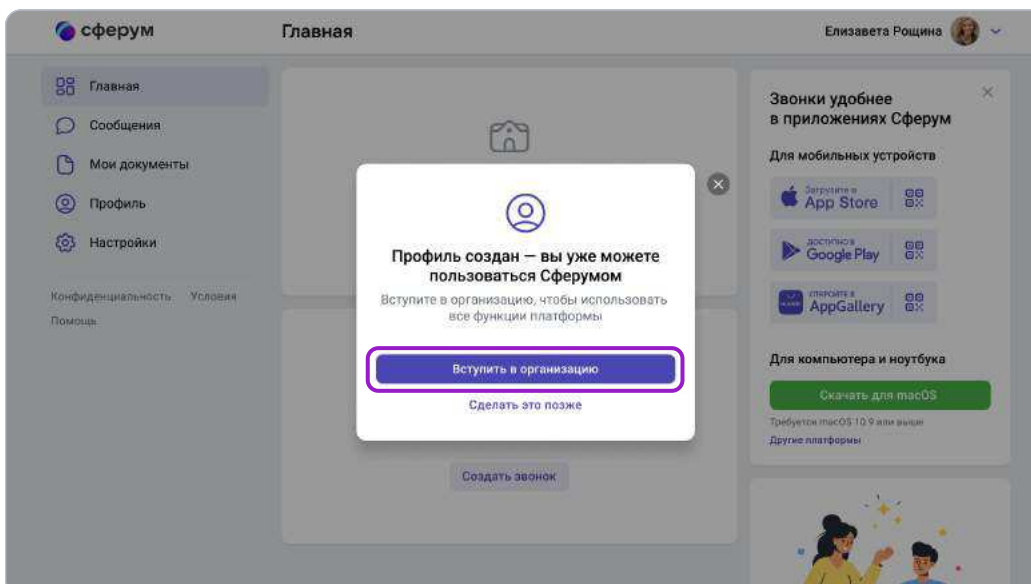 сферум
Главная
Елизавета Рощина
Главная
Сообщения
Мои документы
Профиль
Настройки
Конфиденциальность Условия
Помощь
Профиль создан — вы уже можете
пользоваться Сферумом
Вступите в организацию, чтобы использовать
все функции платформы
Вступить в организацию
Сделать это позже
Создать звонок
Звонки удобнее
в приложениях Сферум
Для мобильных устройств
Загрузите в
App Store
ДОСТУПНО В
Google Play
ОТКРОЙТЕ В
AppGallery
Для компьютера и ноутбука
Скачать для macOS
Требуется macOS 10.9 или выше
Другие платформы